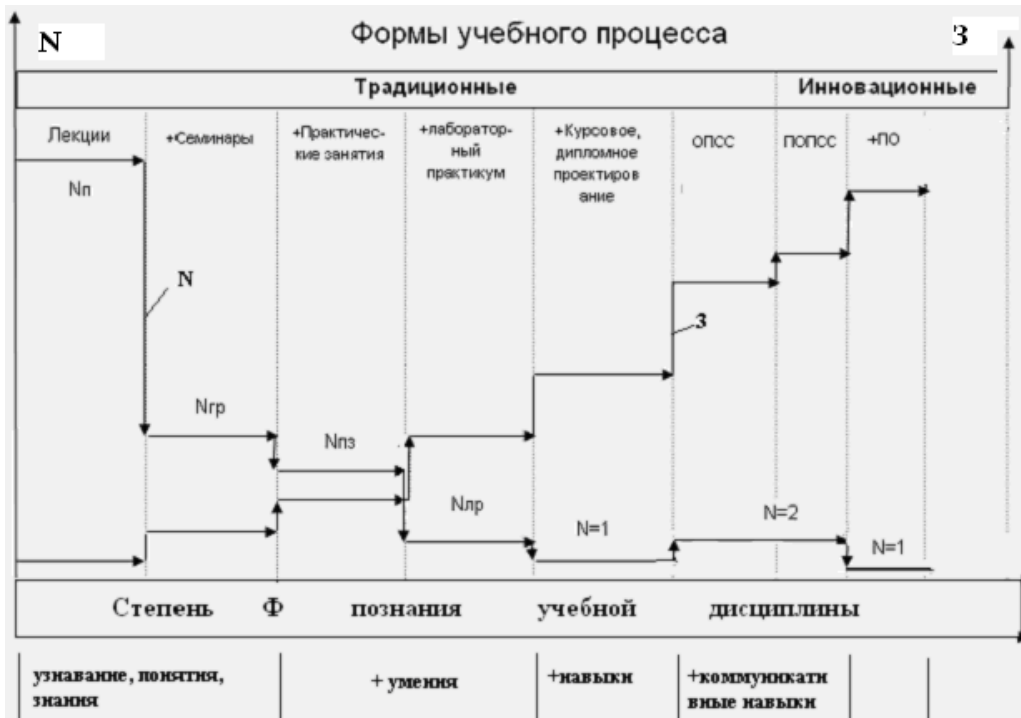 N
Формы учебного процесса
З
Традиционные
Инновационные
Лекции
+Семинары
+Практичес-
кие занятия
+лаборатор-
ный
практикум
+Курсовое,
дипломное
проектиров
ание
ОПСС
ПОПСС
+ПО
Nп
N
З
Nгр
Nпз
Nлр
N=1
N=2
N=1
Степень Ф познания учебной дисциплины
узнавание, понятия,
знания
+ умения
+навыки
+коммуникати
вные навыки